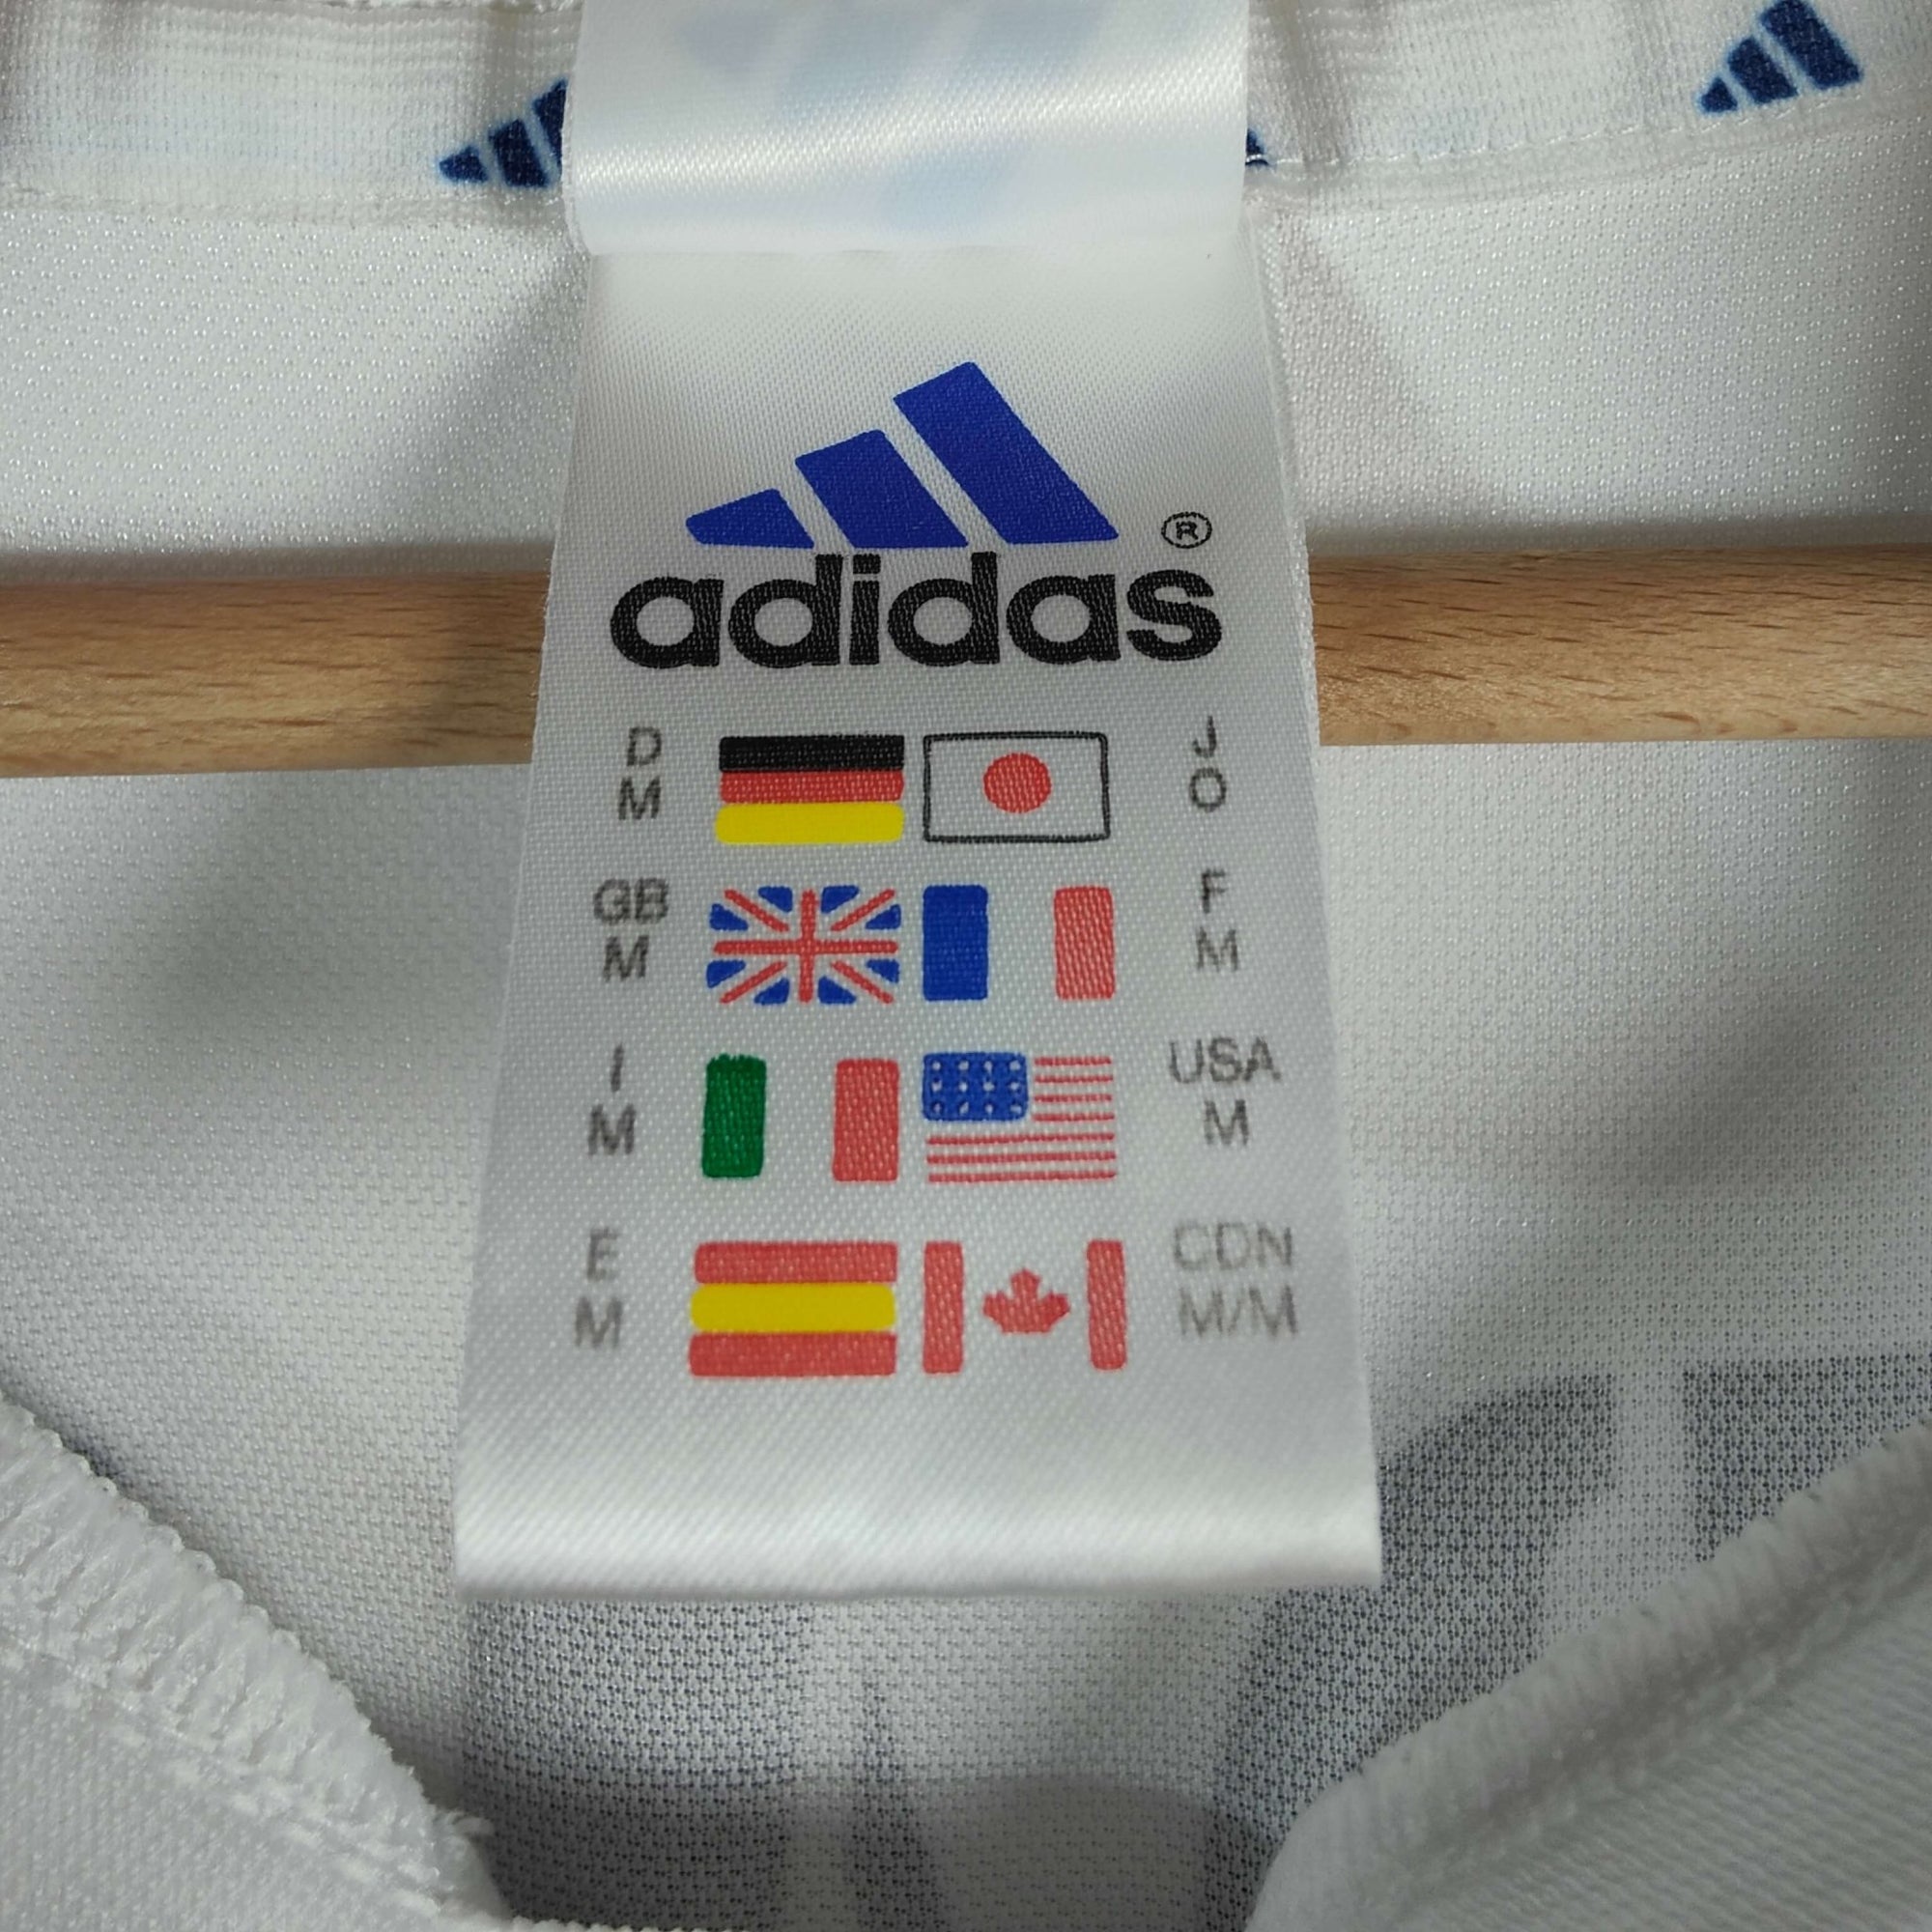 ®
adidas
D J
M O
GB F
M M
I USA
M M
E CDN
M M/M